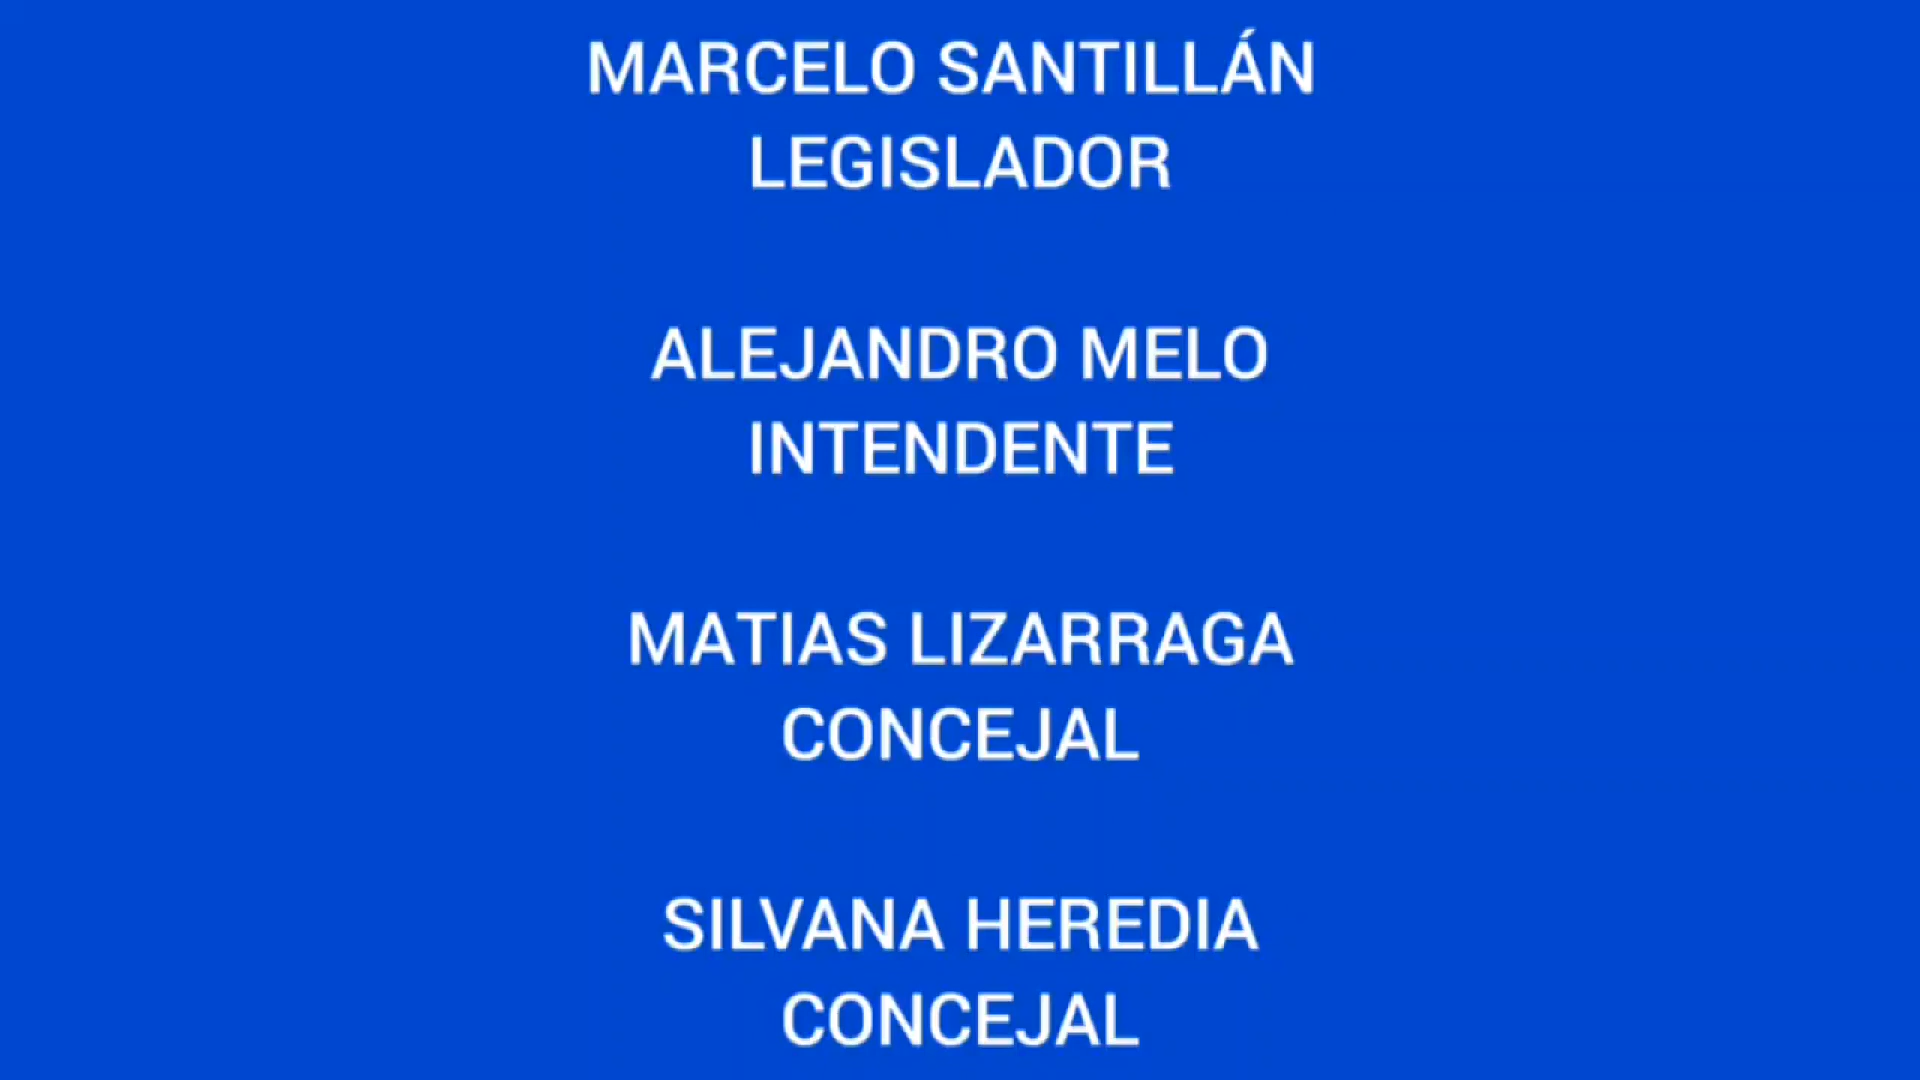 MARCELO SANTILLÁN
LEGISLADOR
ALEJANDRO MELO
INTENDENTE
MATIAS LIZARRAGA
CONCEJAL
SILVANA HEREDIA
CONCEJAL